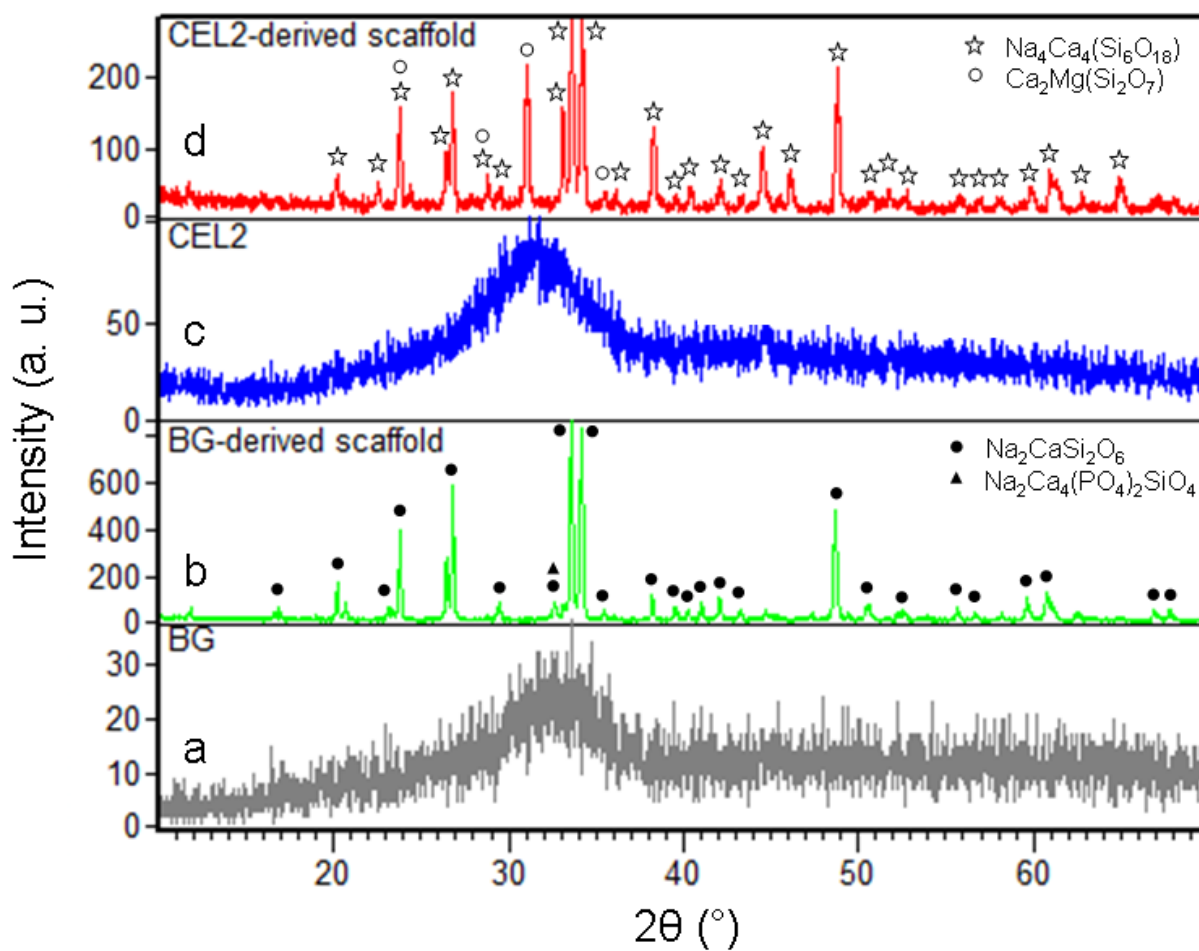 CEL2-derived scaffold
☆ Na₄Ca₄(Si₆O₁₈)
○ Ca₂Mg(Si₂O₇)
200
100
0
d
CEL2
50
0
c
BG-derived scaffold
● Na₂CaSi₂O₆
▲ Na₂Ca₄(PO₄)₂SiO₄
600
400
200
0
b
BG
30
20
10
0
a
20 30 40 50 60
2θ (°)
Intensity (a. u.)